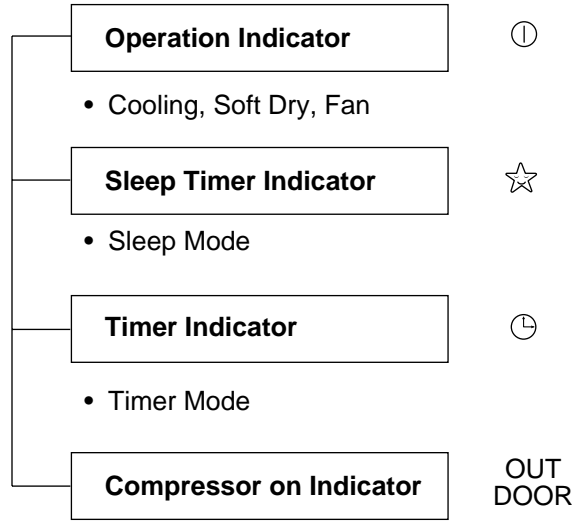 Operation Indicator
• Cooling, Soft Dry, Fan
Sleep Timer Indicator
• Sleep Mode
Timer Indicator
• Timer Mode
Compressor on Indicator
OUT
DOOR